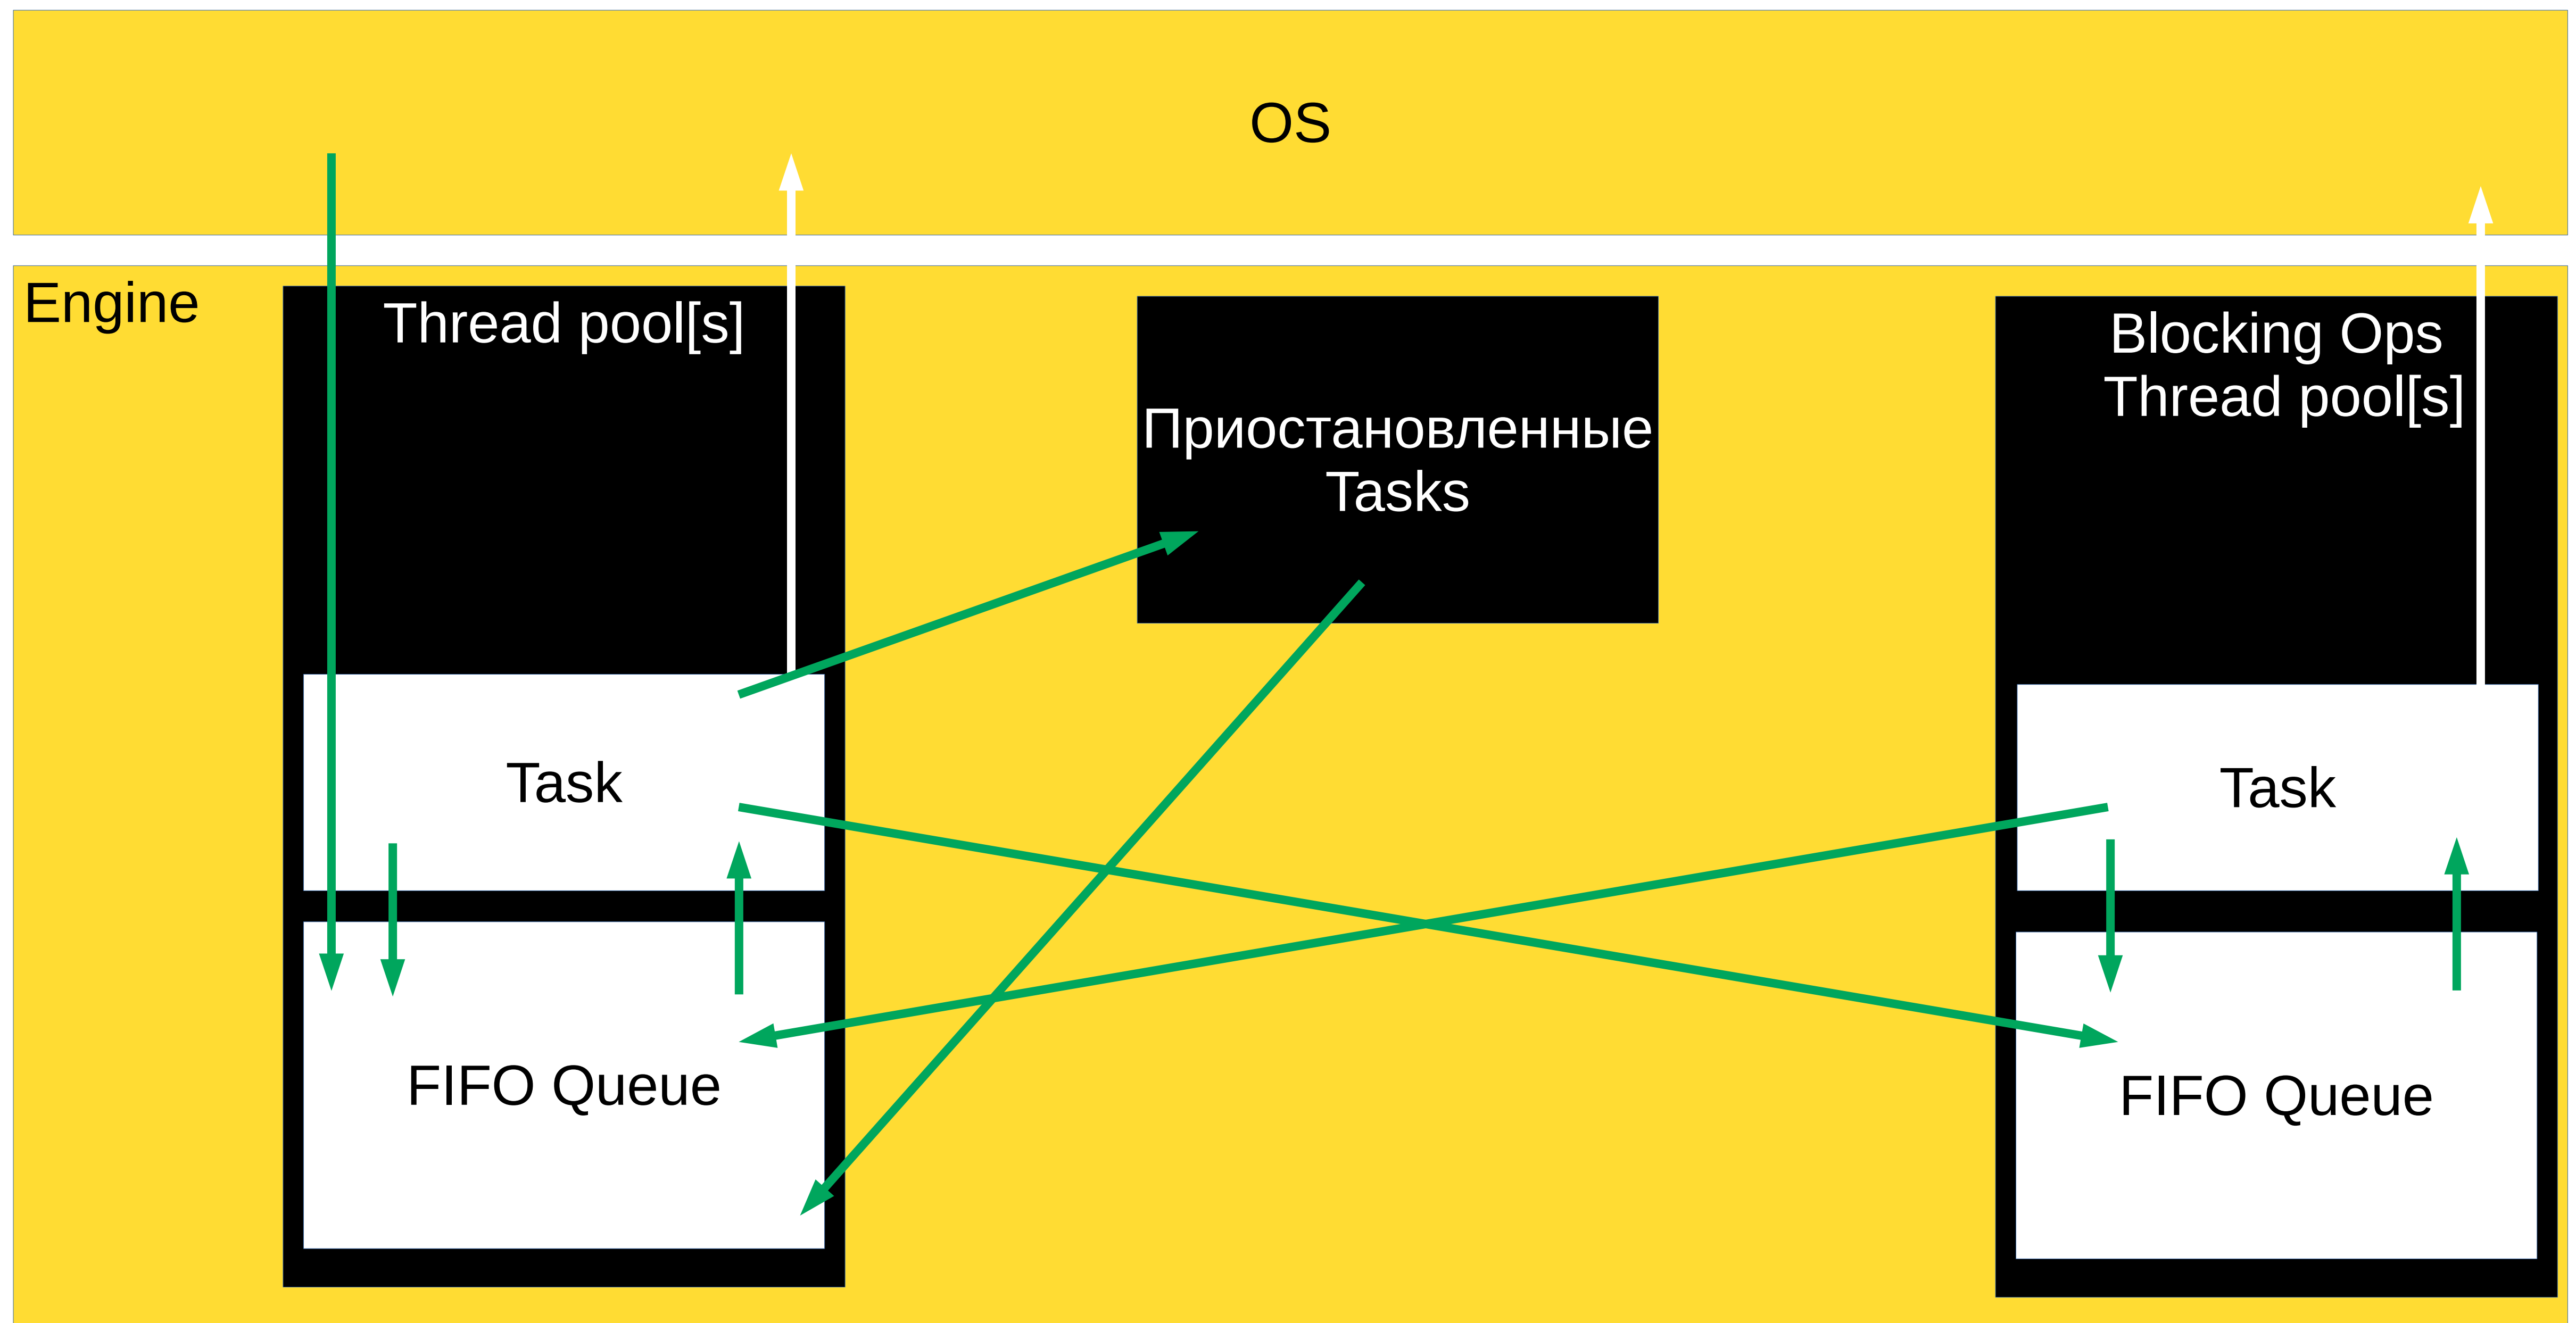 OS
Engine
Thread pool[s]
Приостановленные
Tasks
Blocking Ops
Thread pool[s]
Task
Task
FIFO Queue
FIFO Queue